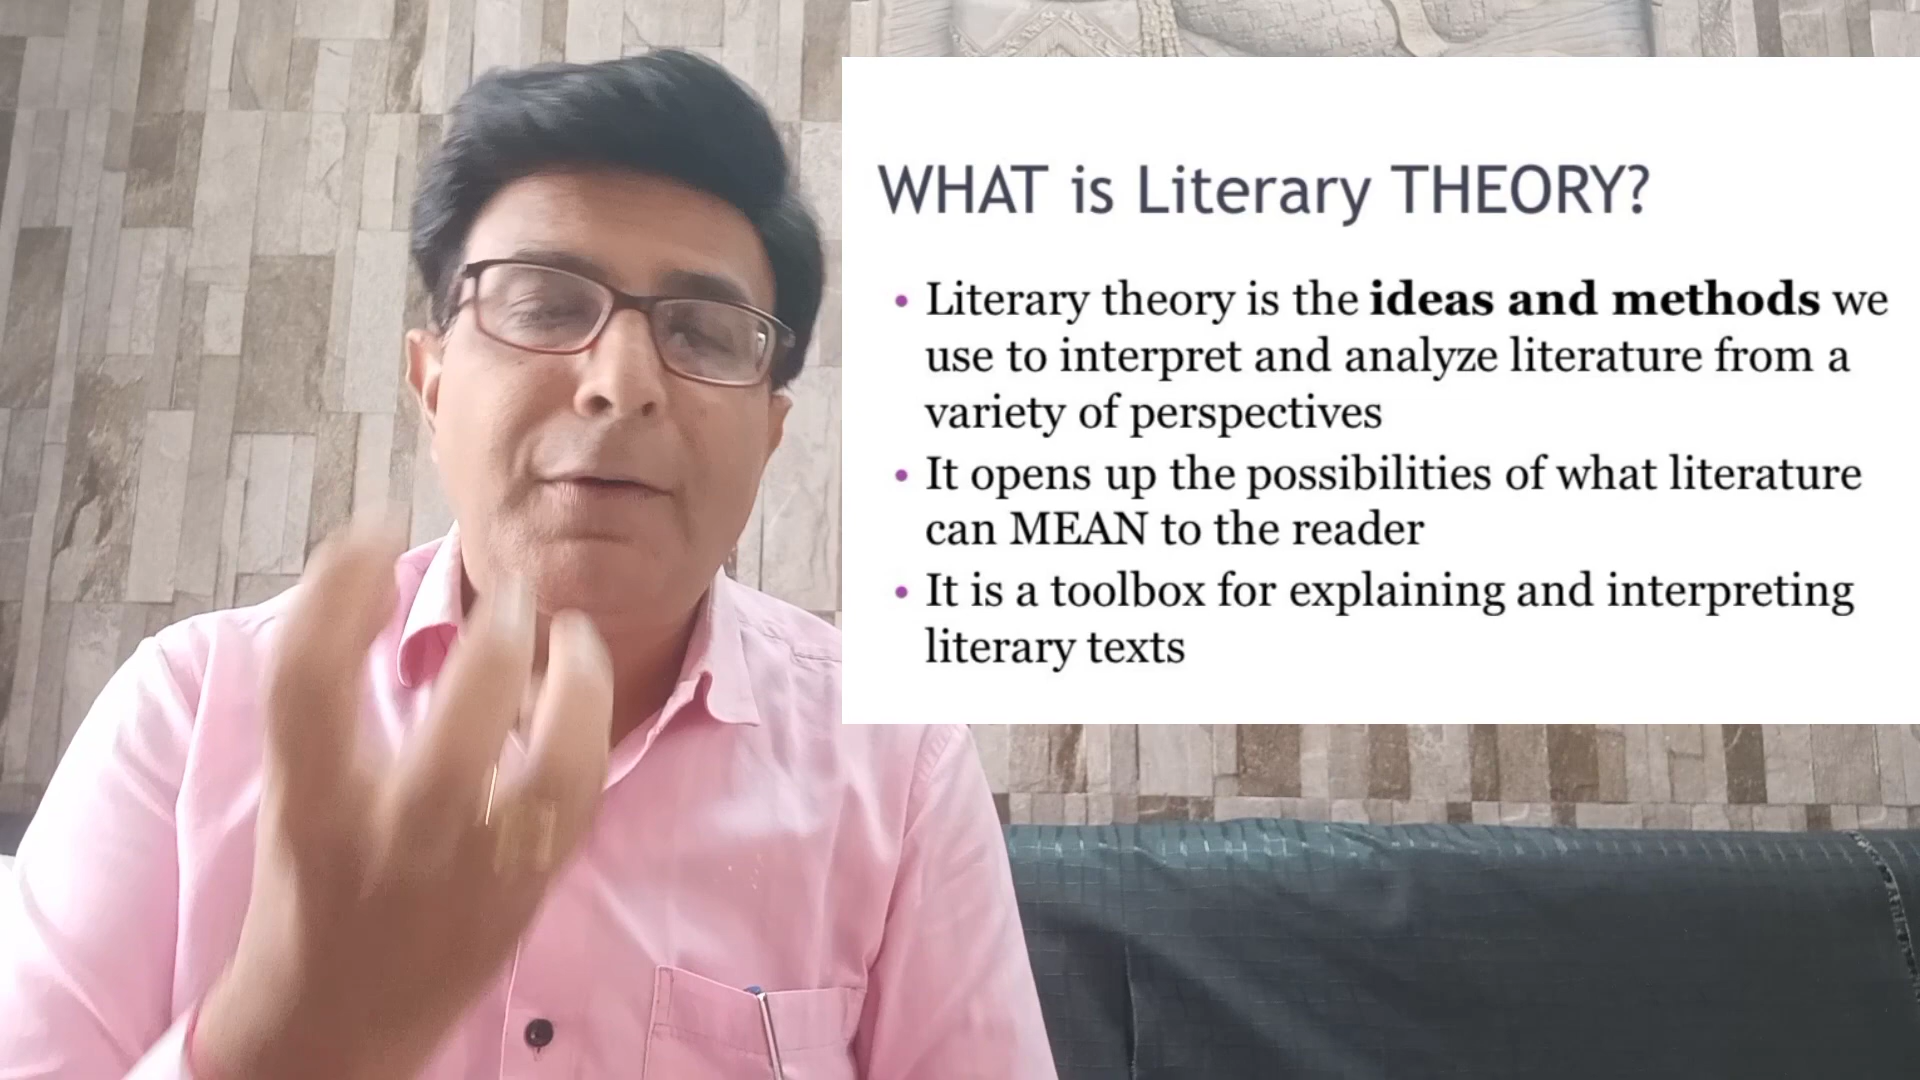 WHAT is Literary THEORY?
• Literary theory is the ideas and methods we
use to interpret and analyze literature from a
variety of perspectives
• It opens up the possibilities of what literature
can MEAN to the reader
• It is a toolbox for explaining and interpreting
literary texts